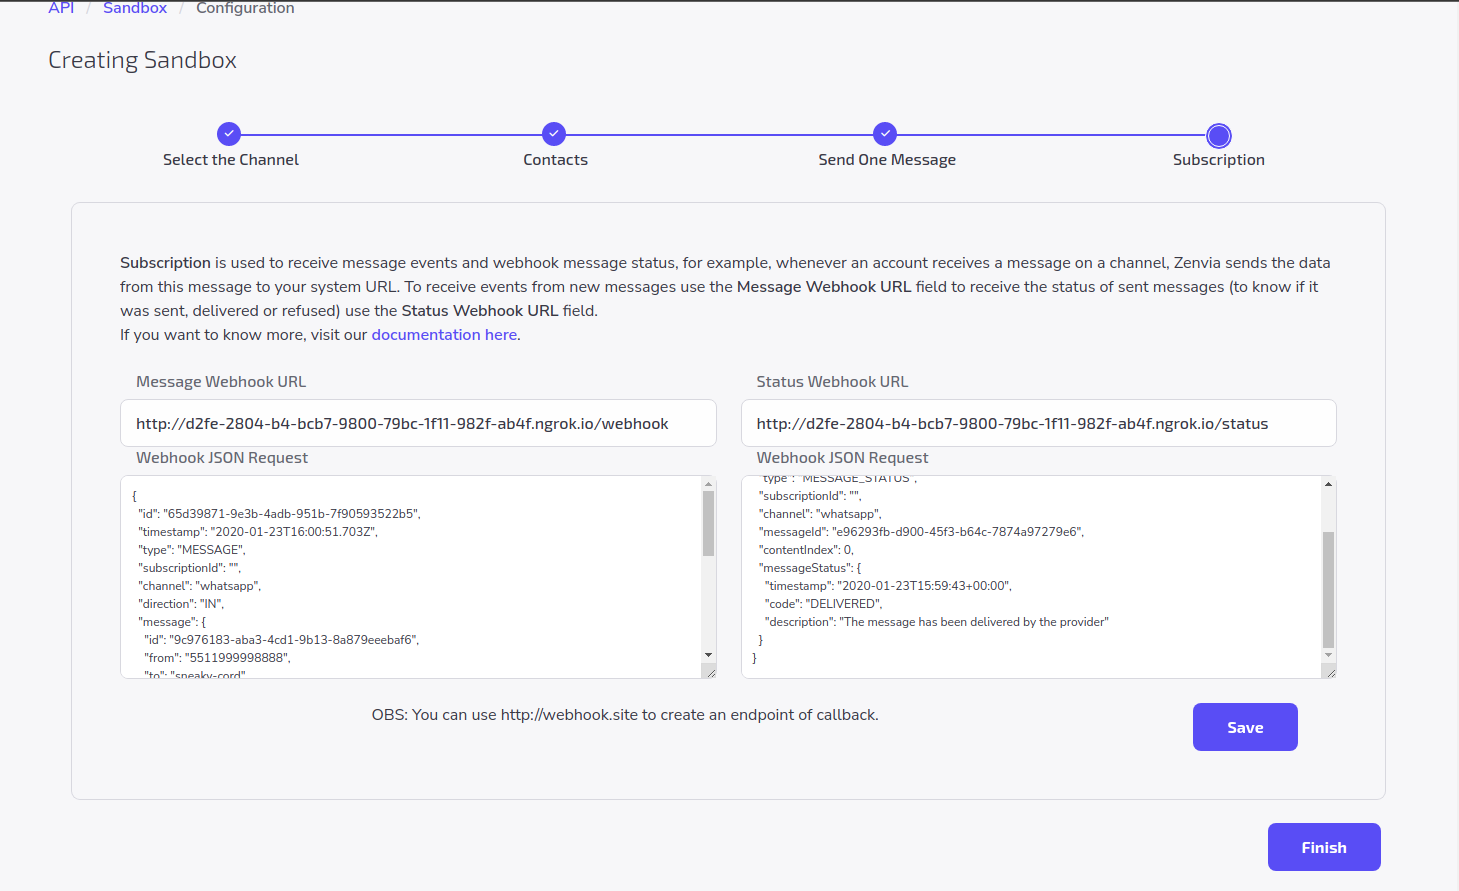 API / Sandbox / Configuration
Creating Sandbox
Select the Channel
Contacts
Send One Message
Subscription
Subscription is used to receive message events and webhook message status, for example, whenever an account receives a message on a channel, Zenvia sends the data
from this message to your system URL. To receive events from new messages use the Message Webhook URL field to receive the status of sent messages (to know if it
was sent, delivered or refused) use the Status Webhook URL field.
If you want to know more, visit our documentation here.
Message Webhook URL
http://d2fe-2804-b4-bcb7-9800-79bc-1f11-982f-ab4f.ngrok.io/webhook
Webhook JSON Request
{
"id": "65d39871-9e3b-4adb-951b-7f90593522b5",
"timestamp": "2020-01-23T16:00:51.703Z",
"type": "MESSAGE",
"subscriptionId": "",
"channel": "whatsapp",
"direction": "IN",
"message": {
"id": "9c976183-aba3-4cd1-9b13-8a879eeebaf6",
"from": "5511999998888",
"to": "sneaky-cord"
Status Webhook URL
http://d2fe-2804-b4-bcb7-9800-79bc-1f11-982f-ab4f.ngrok.io/status
Webhook JSON Request
"type": "MESSAGE_STATUS",
"subscriptionId": "",
"channel": "whatsapp",
"messageId": "e96293fb-d900-45f3-b64c-7874a97279e6",
"contentIndex": 0,
"messageStatus": {
"timestamp": "2020-01-23T15:59:43+00:00",
"code": "DELIVERED",
"description": "The message has been delivered by the provider"
}
}
OBS: You can use http://webhook.site to create an endpoint of callback.
Save
Finish